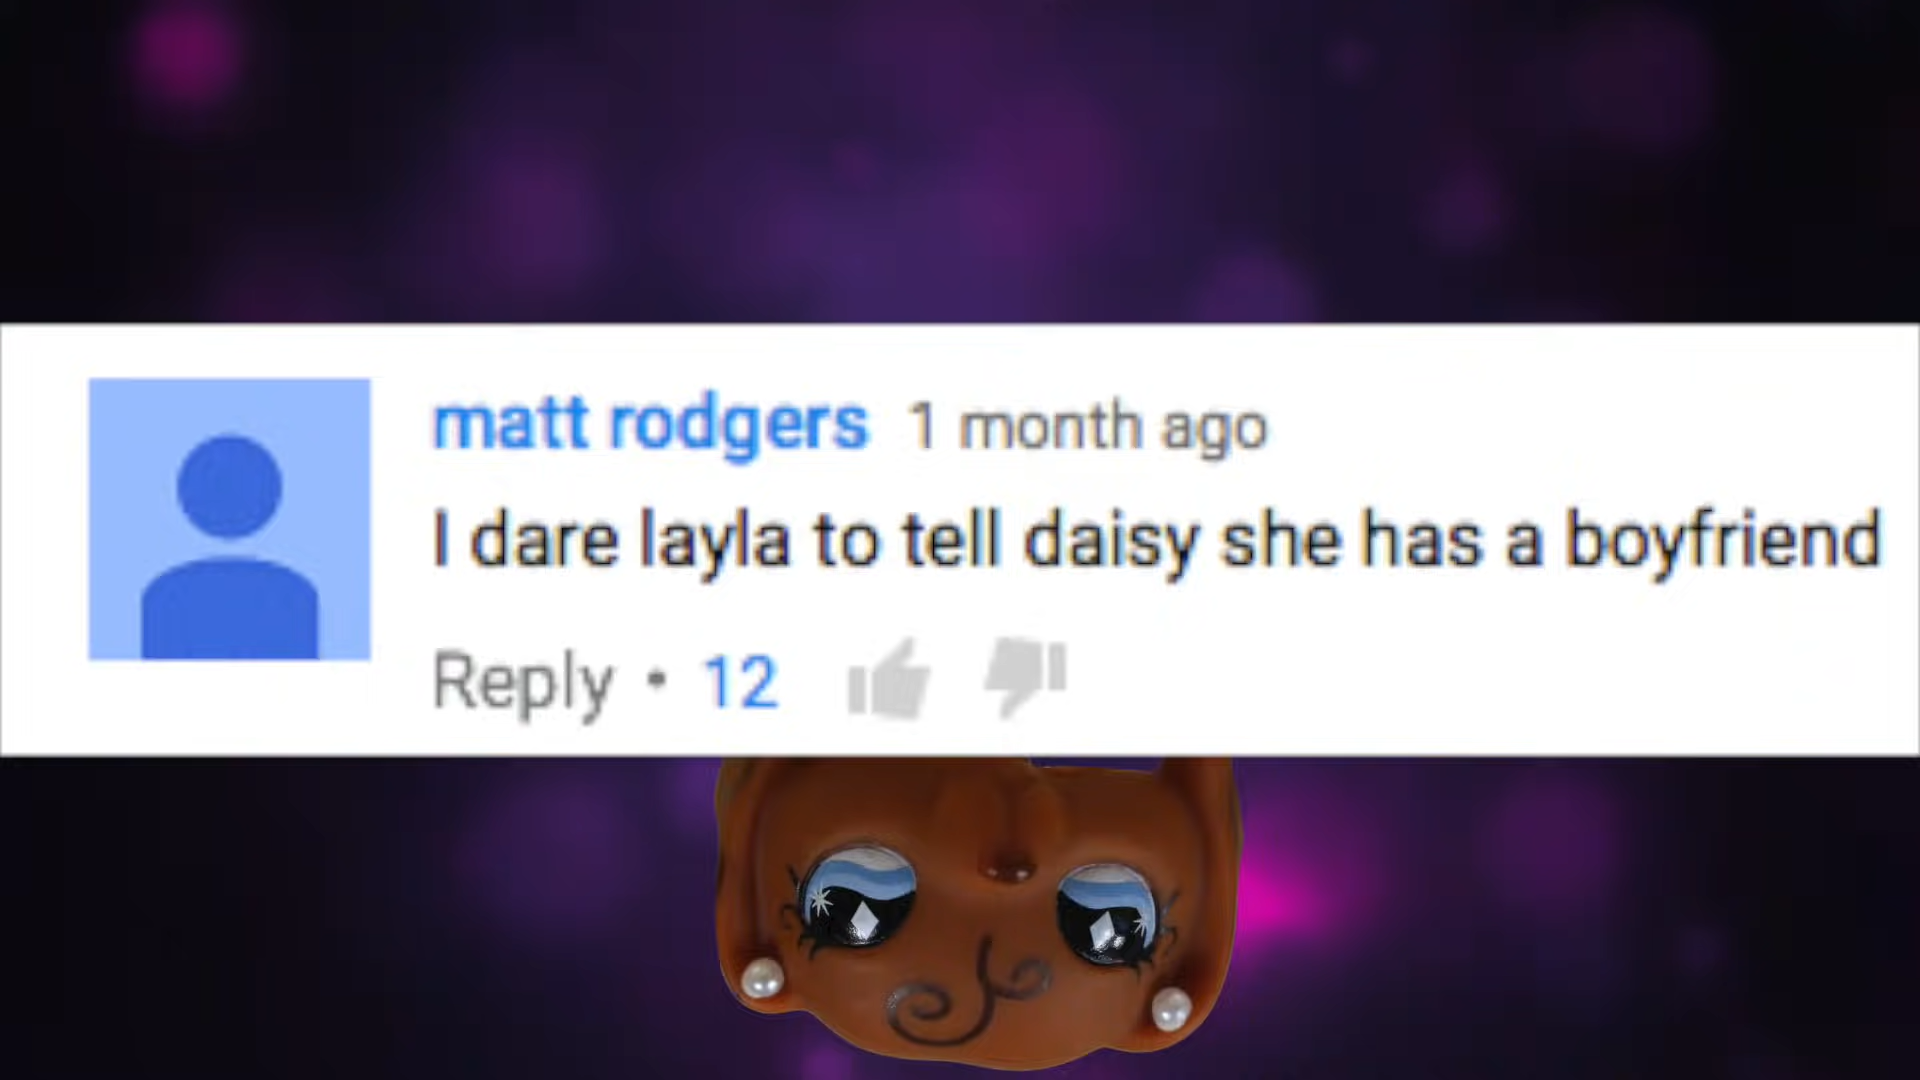 matt rodgers 1 month ago
I dare layla to tell daisy she has a boyfriend
Reply • 12